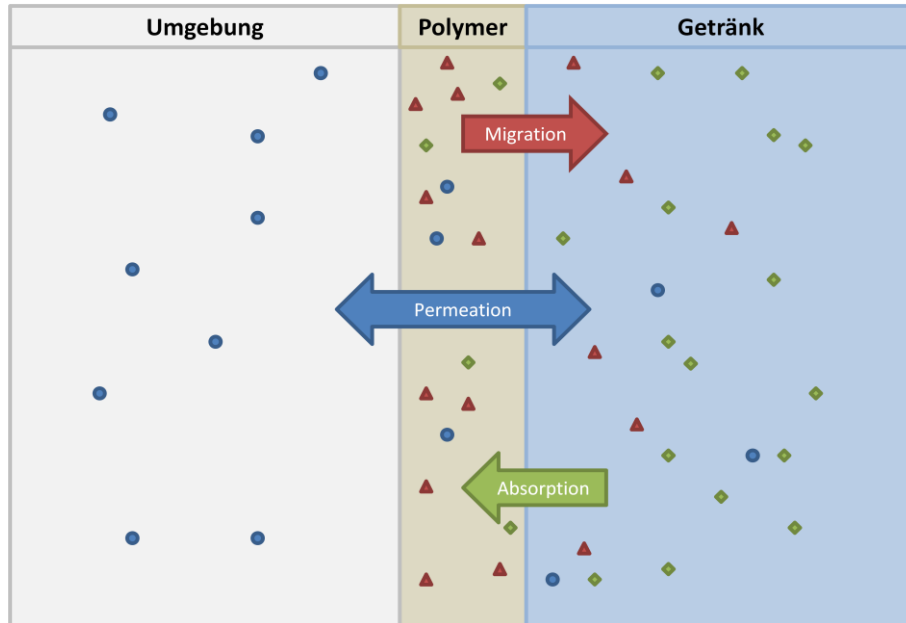 Umgebung
Polymer
Getränk
Migration
Permeation
Absorption